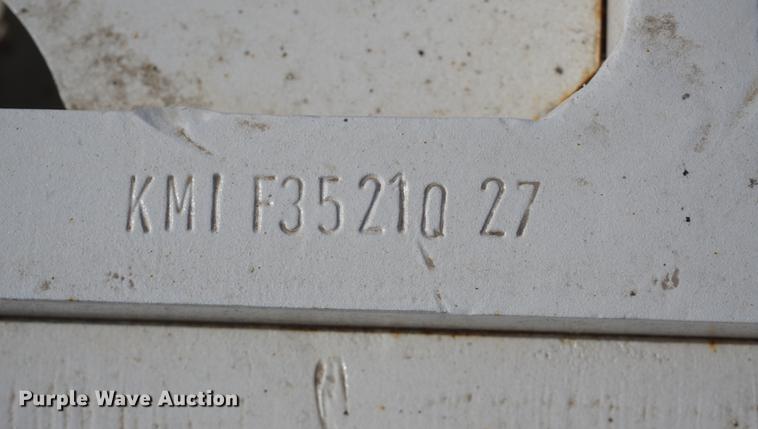 KMI F3521Q 27
Purple Wave Auction